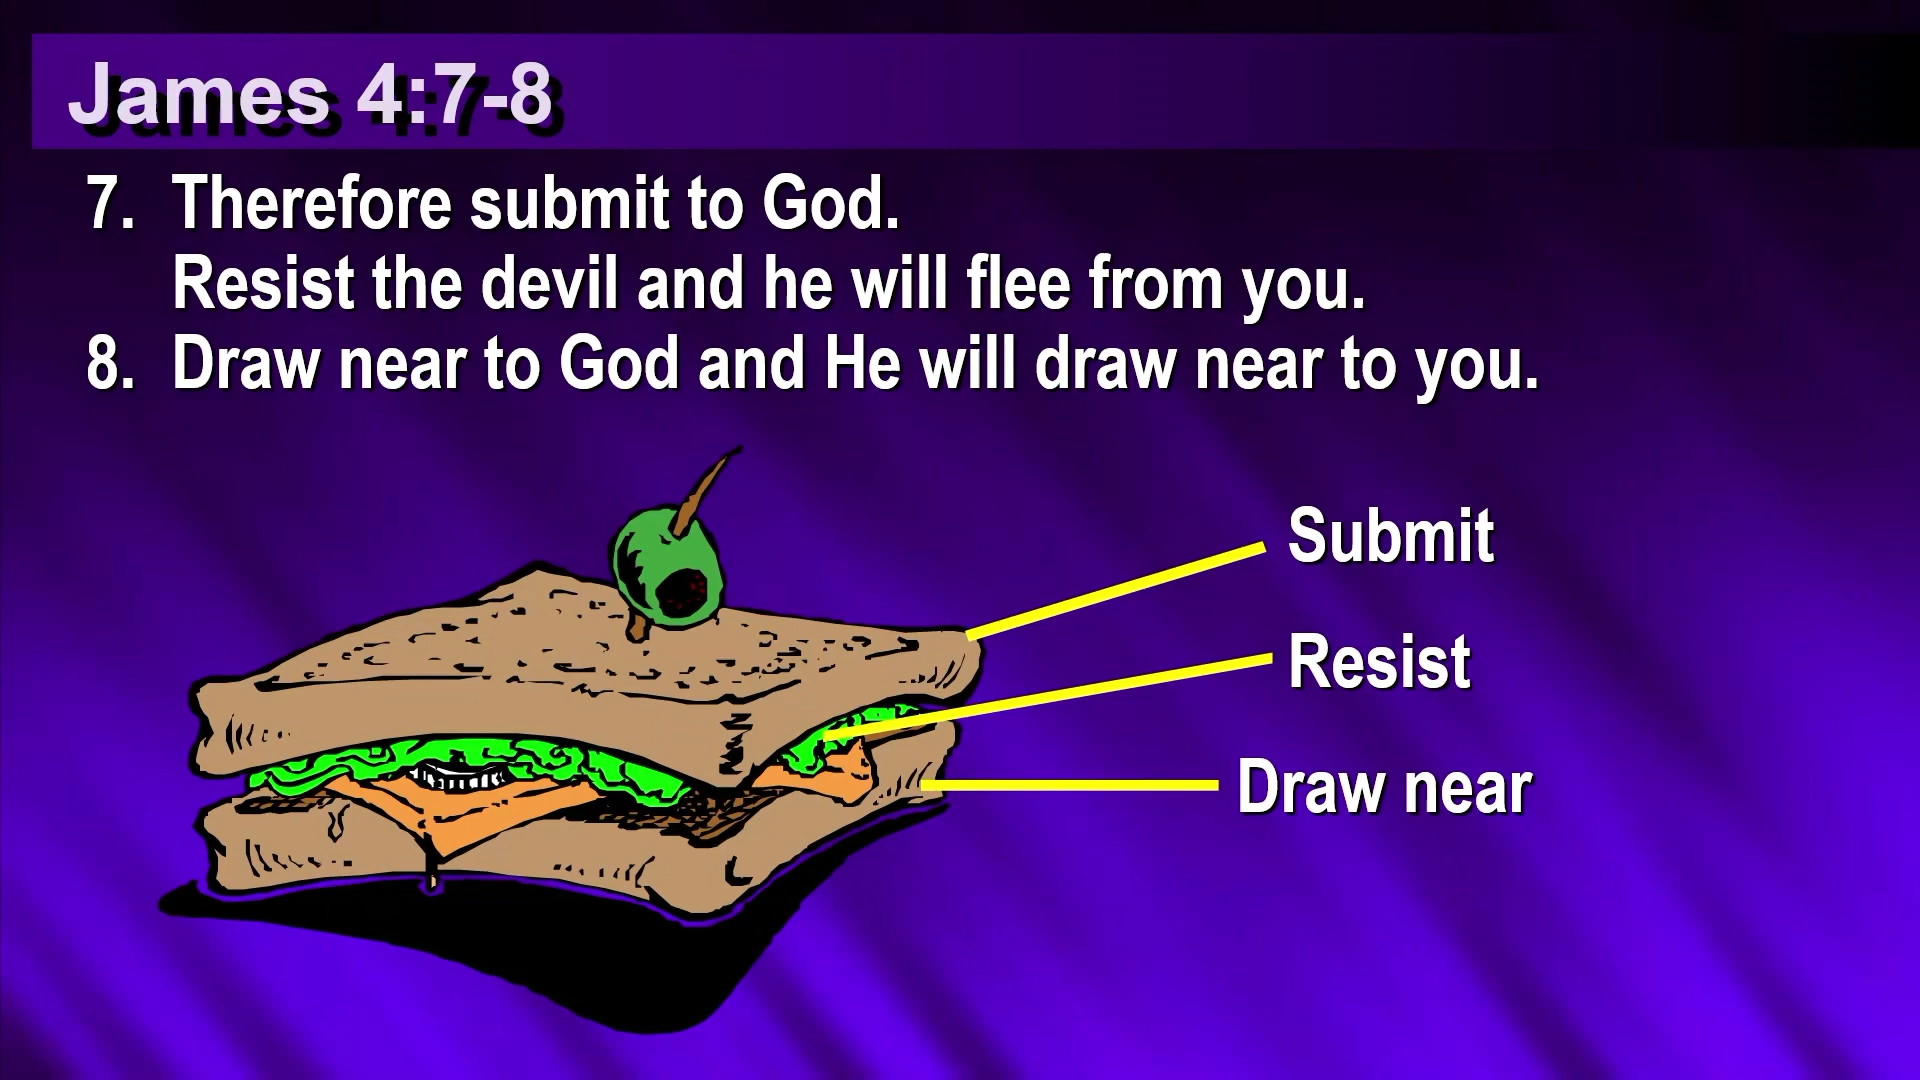 James 4:7-8
7. Therefore submit to God.
Resist the devil and he will flee from you.
8. Draw near to God and He will draw near to you.
Submit
Resist
Draw near